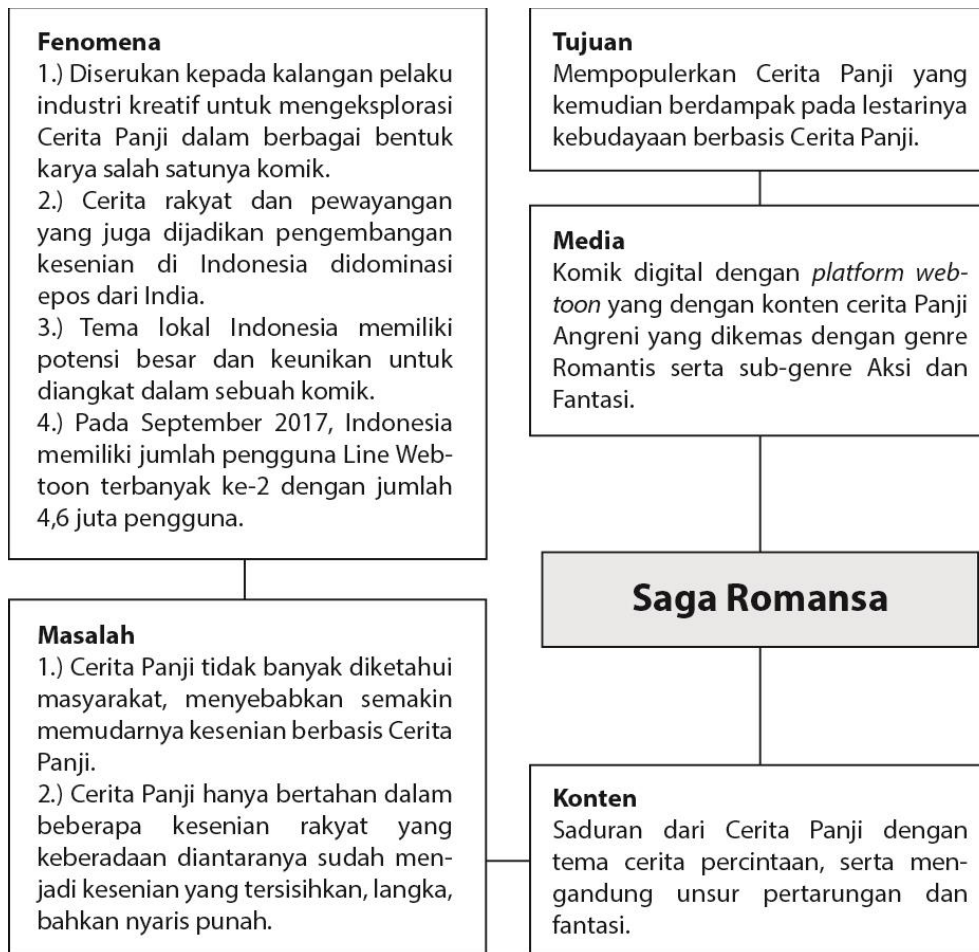 Fenomena
1.) Diserukan kepada kalangan pelaku
industri kreatif untuk mengeksplorasi
Cerita Panji dalam berbagai bentuk
karya salah satunya komik.
2.) Cerita rakyat dan pewayangan
yang juga dijadikan pengembangan
kesenian di Indonesia didominasi
epos dari India.
3.) Tema lokal Indonesia memiliki
potensi besar dan keunikan untuk
diangkat dalam sebuah komik.
4.) Pada September 2017, Indonesia
memiliki jumlah pengguna Line Web-
toon terbanyak ke-2 dengan jumlah
4,6 juta pengguna.
Masalah
1.) Cerita Panji tidak banyak diketahui
masyarakat, menyebabkan semakin
memudarnya kesenian berbasis Cerita
Panji.
2.) Cerita Panji hanya bertahan dalam
beberapa kesenian rakyat yang
keberadaan diantaranya sudah men-
jadi kesenian yang tersisihkan, langka,
bahkan nyaris punah.
Tujuan
Mempopulerkan Cerita Panji yang
kemudian berdampak pada lestarinya
kebudayaan berbasis Cerita Panji.
Media
Komik digital dengan platform web-
toon yang dengan konten cerita Panji
Angreni yang dikemas dengan genre
Romantis serta sub-genre Aksi dan
Fantasi.
Saga Romansa
Konten
Saduran dari Cerita Panji dengan
tema cerita percintaan, serta men-
gandung unsur pertarungan dan
fantasi.